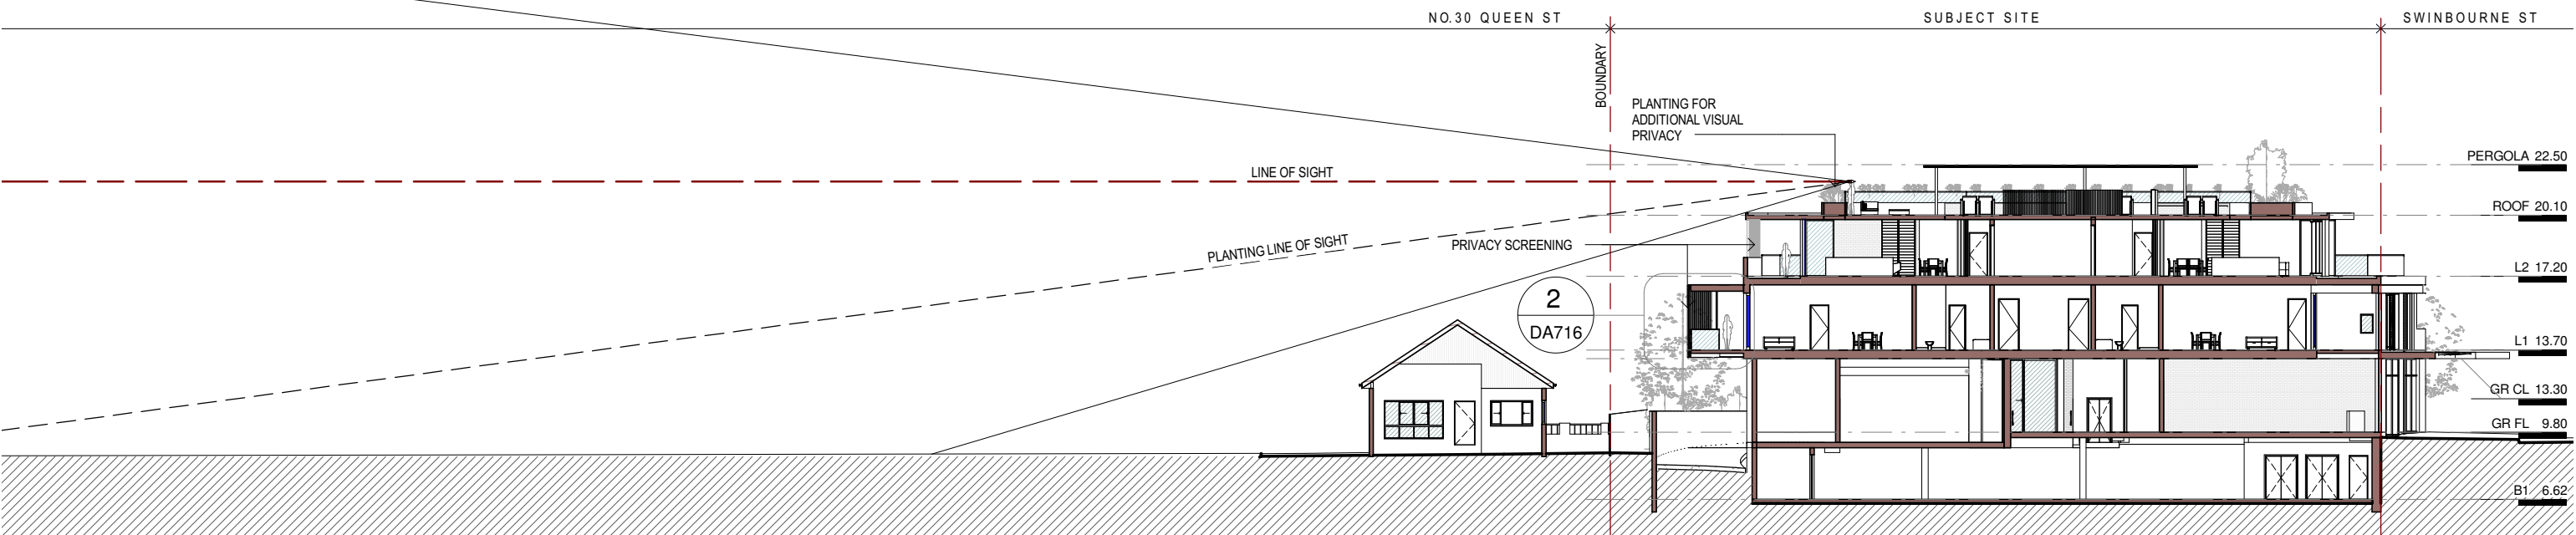 NO.30 QUEEN ST
SUBJECT SITE
SWINBOURNE ST
BOUNDARY
PLANTING FOR
ADDITIONAL VISUAL
PRIVACY
LINE OF SIGHT
PLANTING LINE OF SIGHT
PRIVACY SCREENING
2
DA716
PERGOLA 22.50
ROOF 20.10
L2 17.20
L1 13.70
GR CL 13.30
GR FL 9.80
B1 6.62